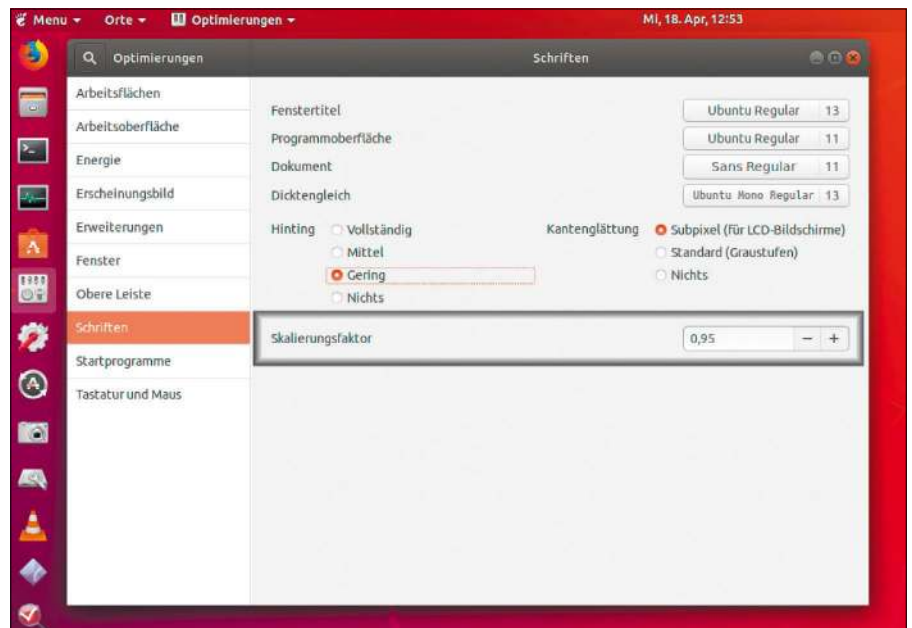 Menu Orte Optimierungen Mi, 18. Apr, 12:53
Optimierungen Schriften
Arbeitsflächen
Arbeitsoberfläche
Energie
Erscheinungsbild
Erweiterungen
Fenster
Obere Leiste
Schriften
Startprogramme
Tastatur und Maus
Fenstertitel Ubuntu Regular 13
Programmoberfläche Ubuntu Regular 11
Dokument Sans Regular 11
Dicktengleich Ubuntu Mono Regular 13
Hinting Vollständig Kantenglättung Subpixel (für LCD-Bildschirme)
Mittel Standard (Graustufen)
Gering Nichts
Nichts
Skalierungsfaktor 0,95 − +